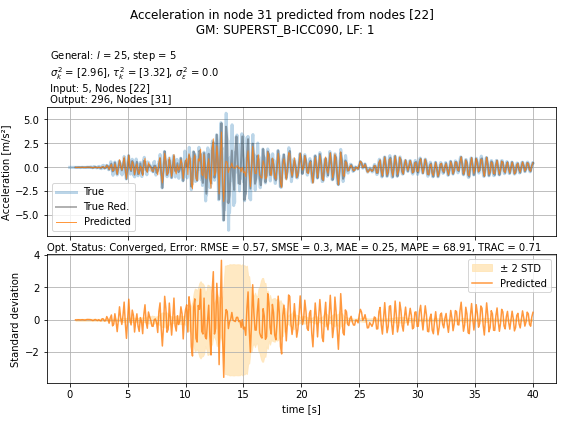 Acceleration in node 31 predicted from nodes [22]
GM: SUPERST_B-ICC090, LF: 1
General: l = 25, step = 5
σ²ₖ = [2.96], τ²ₖ = [3.32], σ²ε = 0.0
Input: 5, Nodes [22]
Output: 296, Nodes [31]
Acceleration [m/s²]
5.0
2.5
0.0
−2.5
−5.0
True
True Red.
Predicted
Opt. Status: Converged, Error: RMSE = 0.57, SMSE = 0.3, MAE = 0.25, MAPE = 68.91, TRAC = 0.71
Standard deviation
4
2
0
−2
± 2 STD
Predicted
0 5 10 15 20 25 30 35 40
time [s]